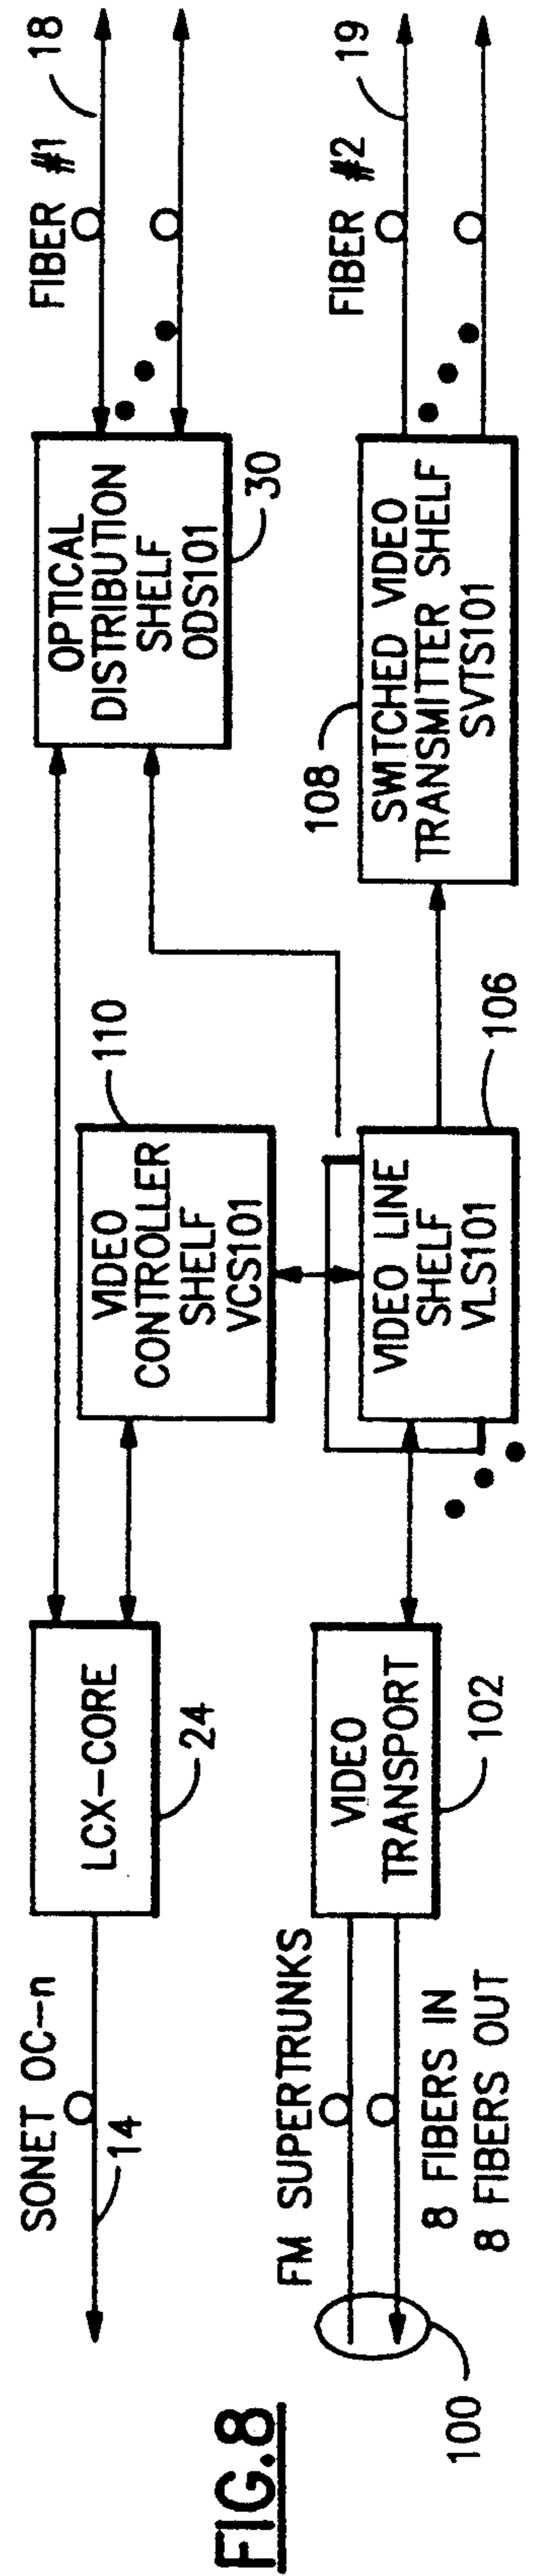 SONET OC-n
14
LCX-CORE
24
VIDEO
CONTROLLER
SHELF
VCS101
110
OPTICAL
DISTRIBUTION
SHELF
ODS101
30
FIBER #1
18
FM SUPERTRUNKS
8 FIBERS IN
8 FIBERS OUT
100
VIDEO
TRANSPORT
102
VIDEO LINE
SHELF
VLS101
106
108
SWITCHED VIDEO
TRANSMITTER SHELF
SVTS101
FIBER #2
19
FIG.8